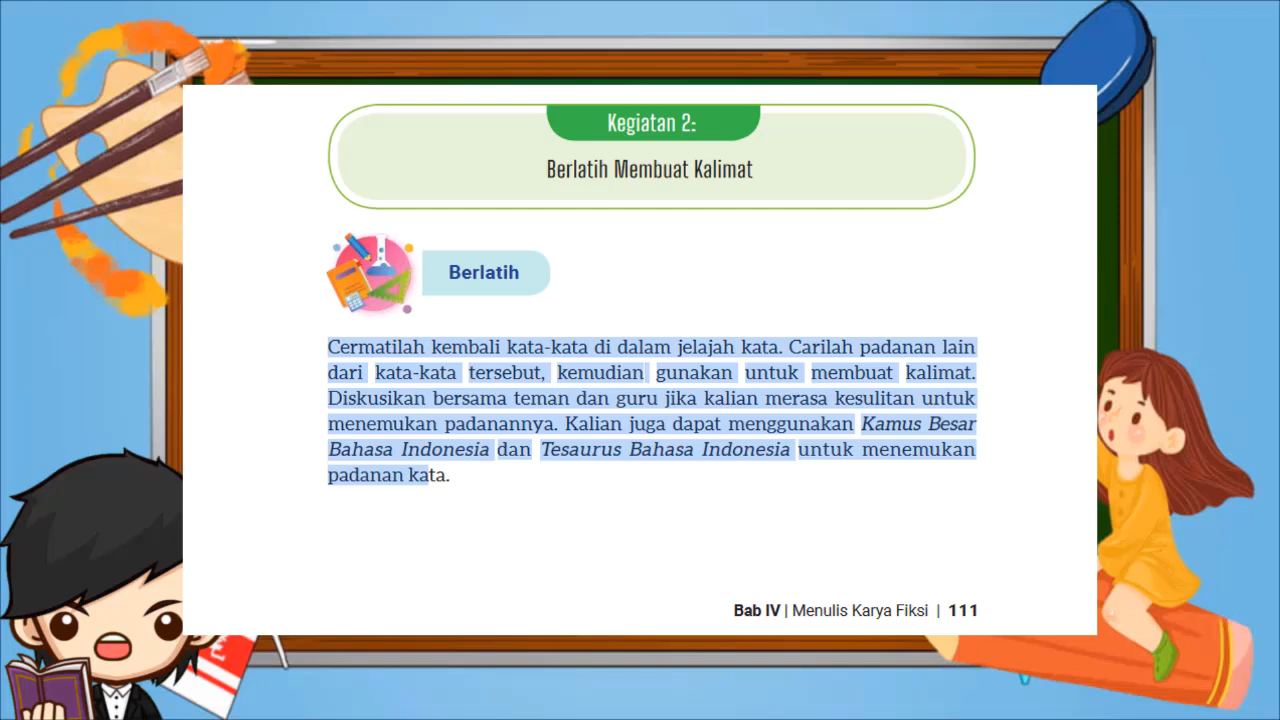 Kegiatan 2:
Berlatih Membuat Kalimat
Berlatih
Cermatilah kembali kata-kata di dalam jelajah kata. Carilah padanan lain
dari kata-kata tersebut, kemudian gunakan untuk membuat kalimat.
Diskusikan bersama teman dan guru jika kalian merasa kesulitan untuk
menemukan padanannya. Kalian juga dapat menggunakan Kamus Besar
Bahasa Indonesia dan Tesaurus Bahasa Indonesia untuk menemukan
padanan kata.
Bab IV | Menulis Karya Fiksi | 111